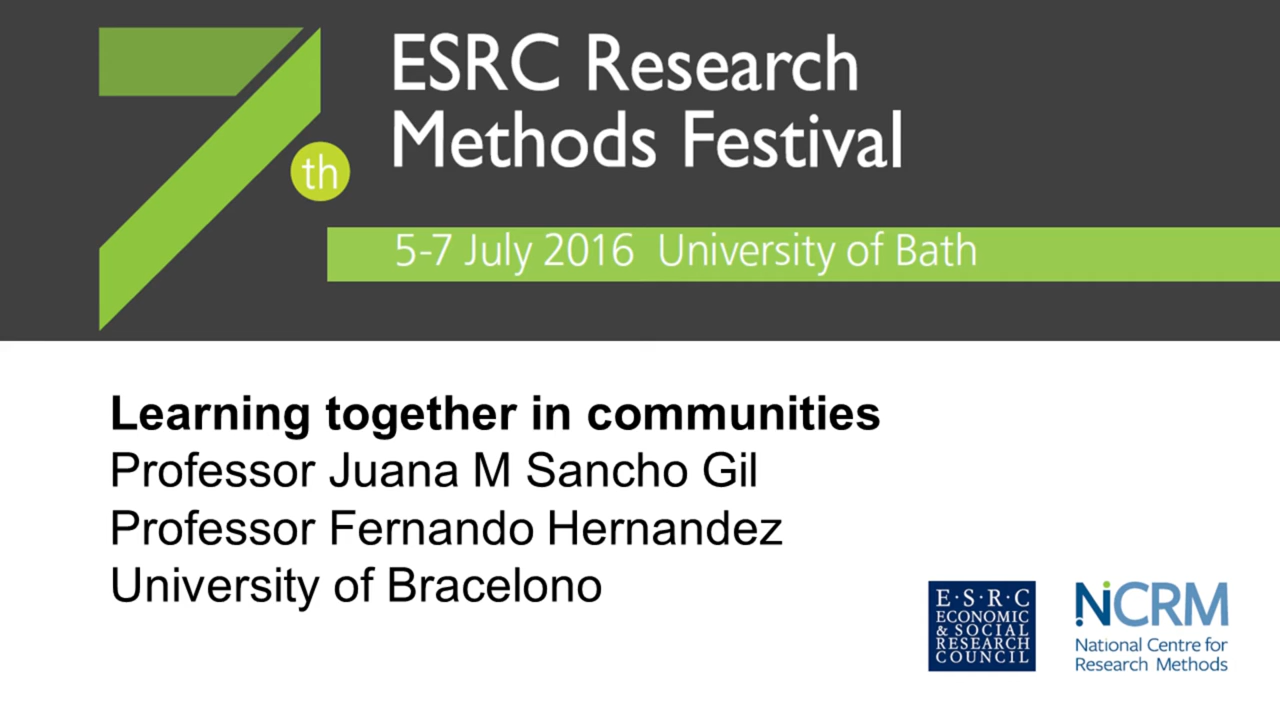 7th
ESRC Research
Methods Festival
5-7 July 2016 University of Bath
Learning together in communities
Professor Juana M Sancho Gil
Professor Fernando Hernandez
University of Bracelono
E·S·R·C
ECONOMIC
& SOCIAL
RESEARCH
COUNCIL
NCRM
National Centre for
Research Methods